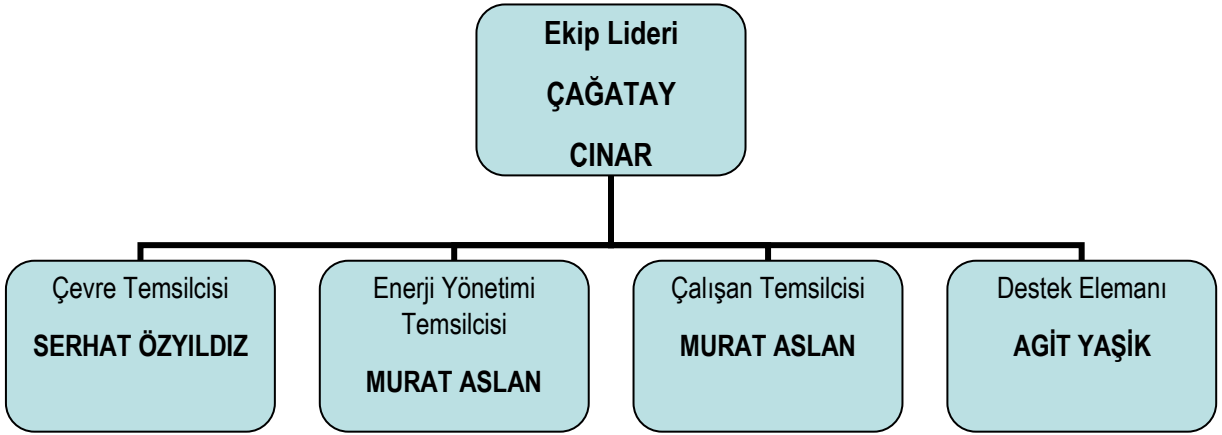 Ekip Lideri
ÇAĞATAY
CINAR
Çevre Temsilcisi
SERHAT ÖZYILDIZ
Enerji Yönetimi
Temsilcisi
MURAT ASLAN
Çalışan Temsilcisi
MURAT ASLAN
Destek Elemanı
AGİT YAŞİK